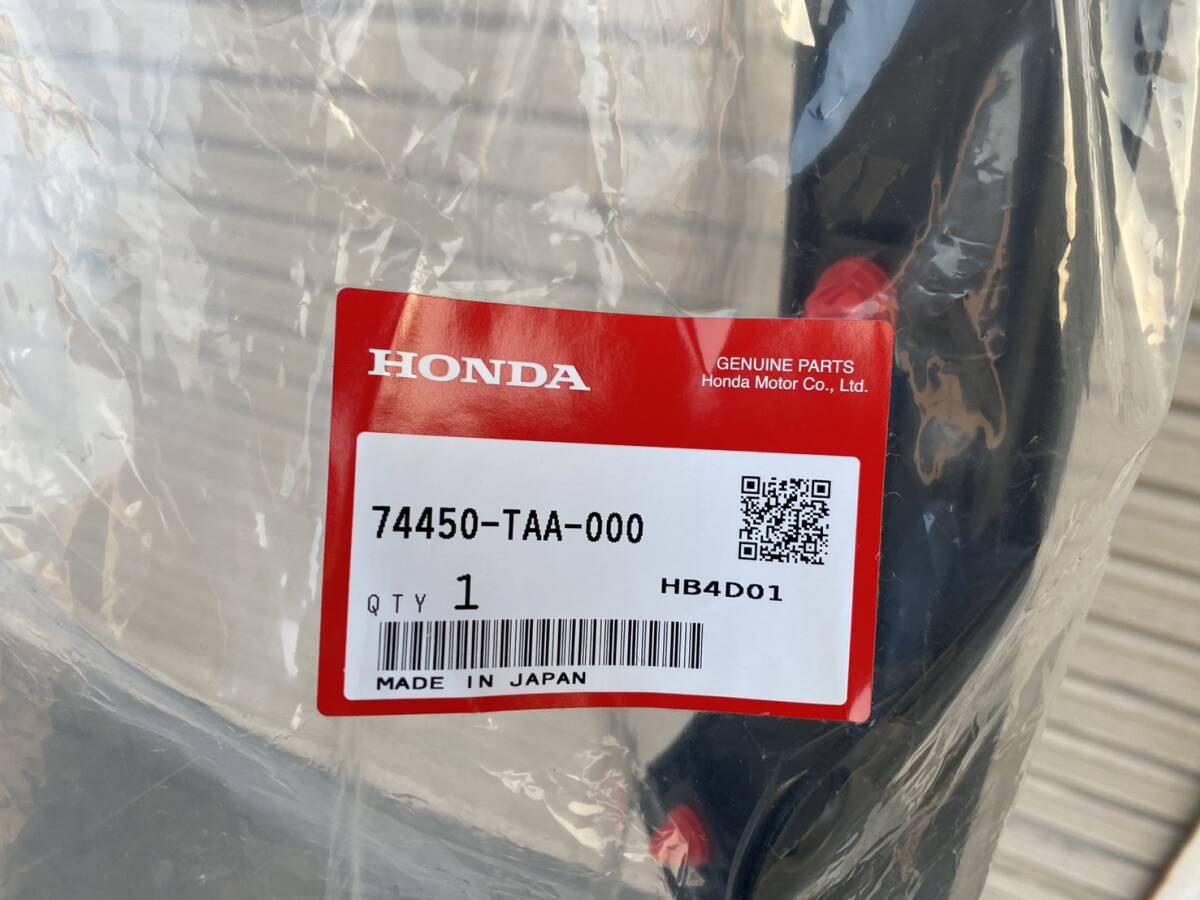 HONDA
GENUINE PARTS
Honda Motor Co., Ltd.
74450-TAA-000
QTY 1
HB4D01
MADE IN JAPAN